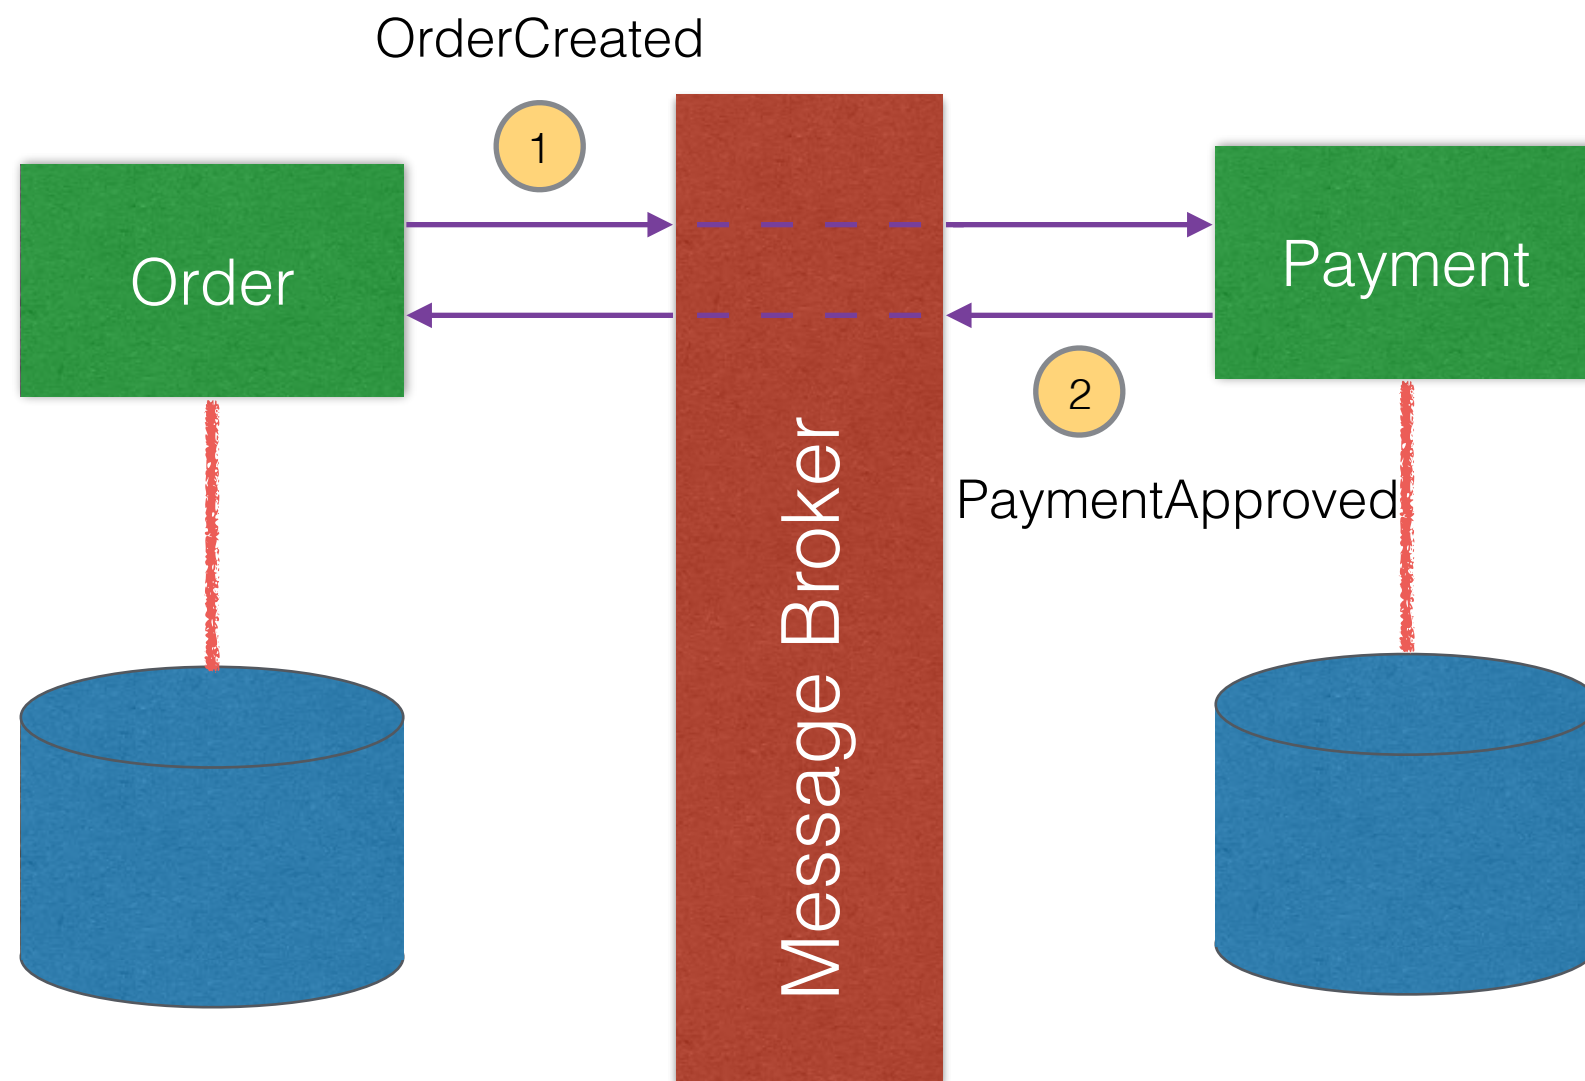 OrderCreated
1
Order
Payment
2
PaymentApproved
Message Broker